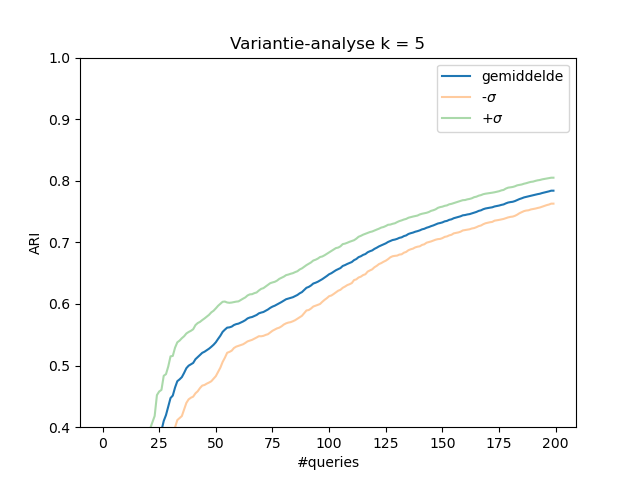 Variantie-analyse k = 5
gemiddelde
-σ
+σ
1.0
0.9
0.8
0.7
0.6
0.5
0.4
ARI
0 25 50 75 100 125 150 175 200
#queries